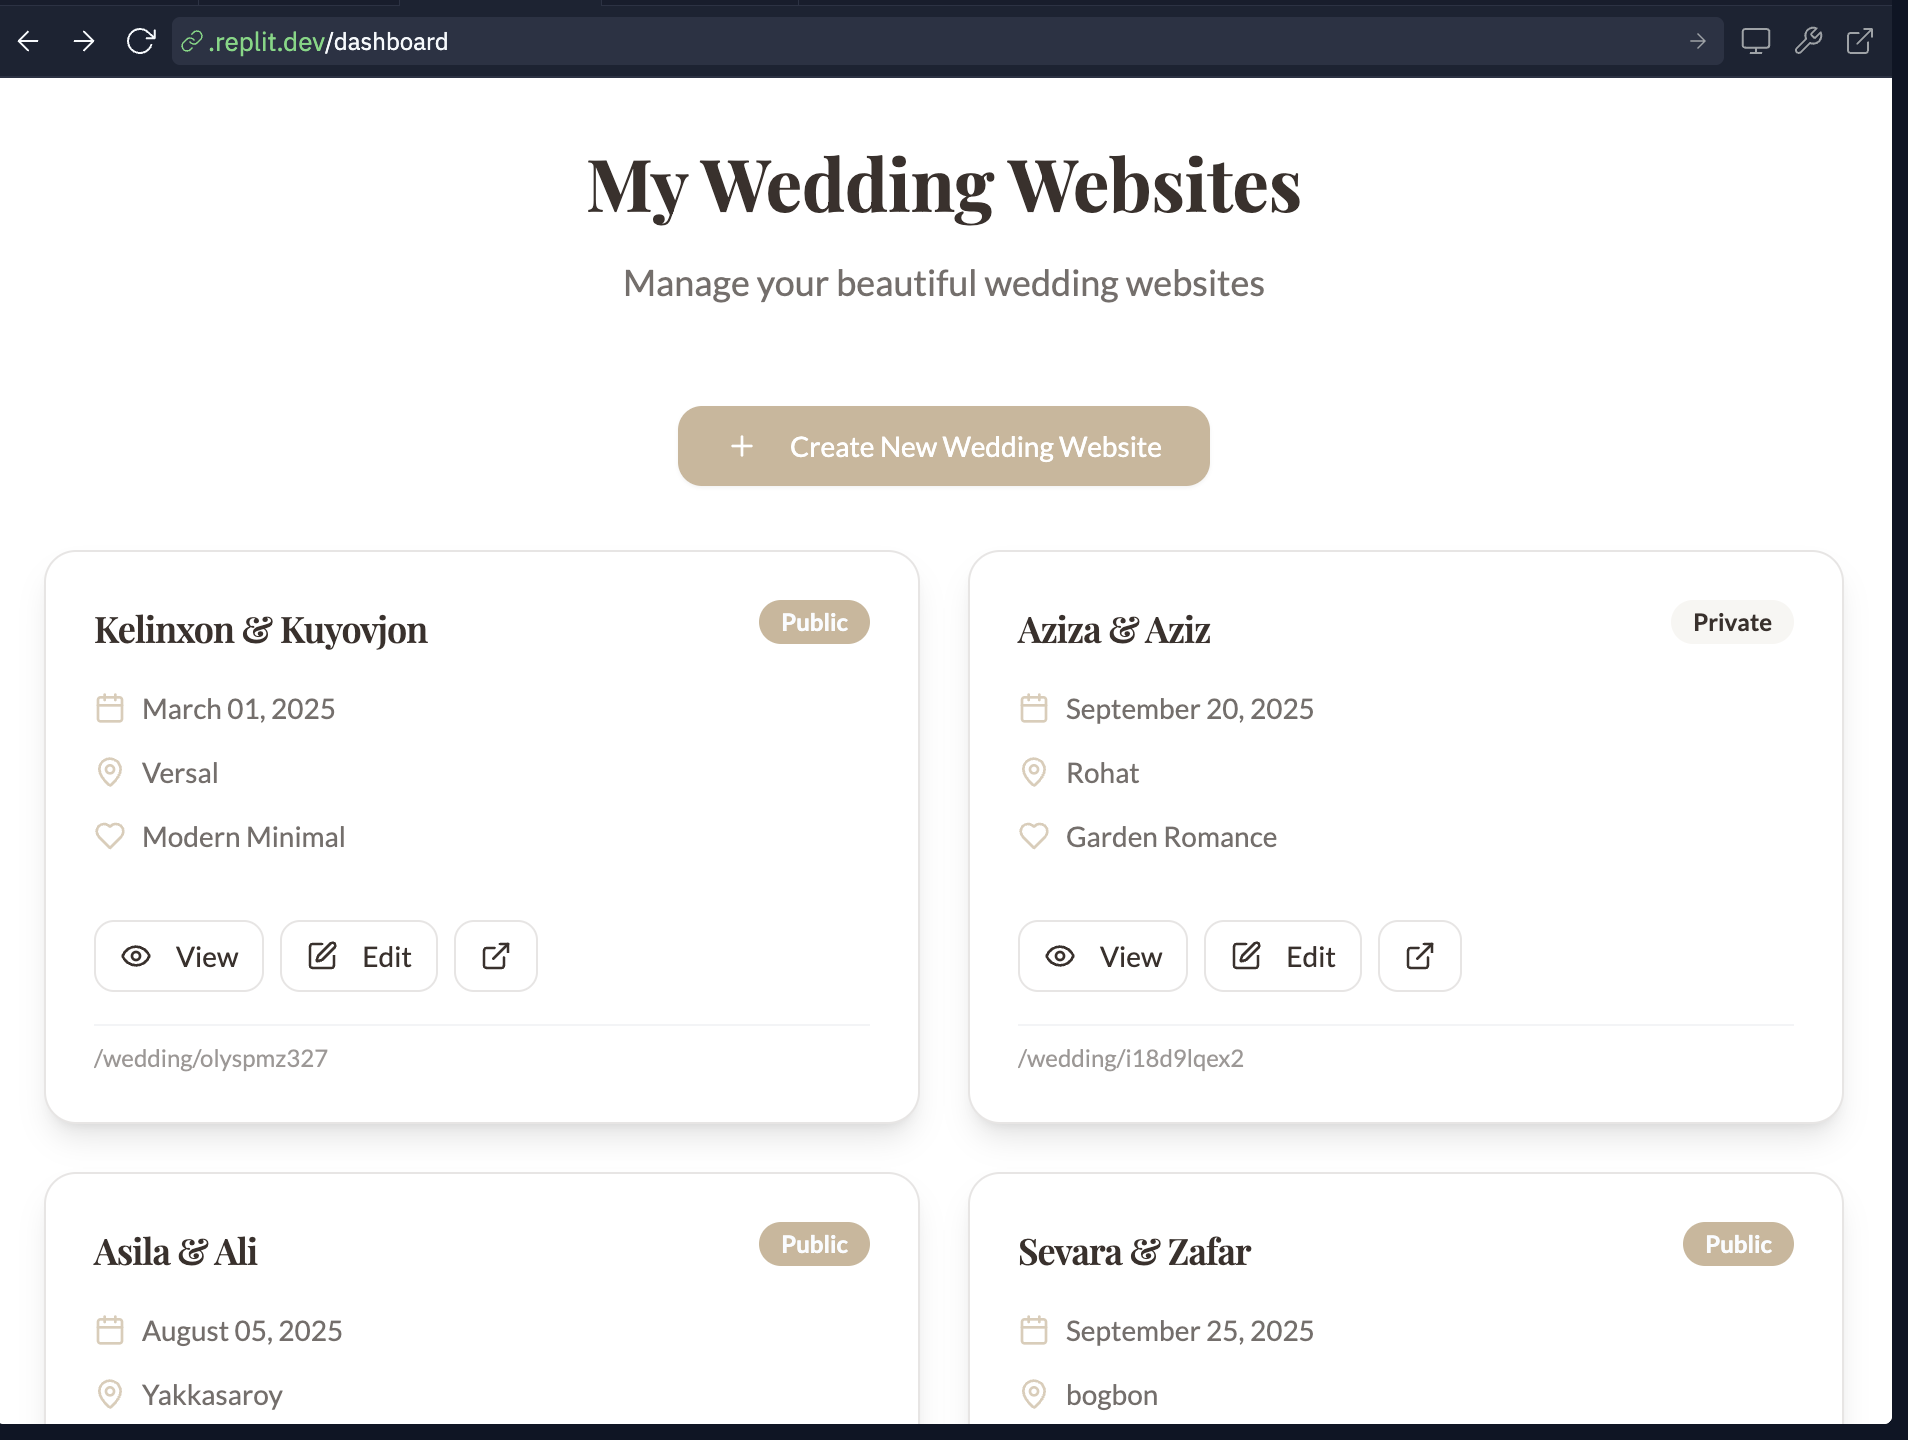 .replit.dev/dashboard
My Wedding Websites
Manage your beautiful wedding websites
+ Create New Wedding Website
Kelinxon & Kuyovjon
Public
March 01, 2025
Versal
Modern Minimal
View
Edit
/wedding/olyspmz327
Aziza & Aziz
Private
September 20, 2025
Rohat
Garden Romance
View
Edit
/wedding/i18d9lqex2
Asila & Ali
Public
August 05, 2025
Yakkasaroy
Sevara & Zafar
Public
September 25, 2025
bogbon